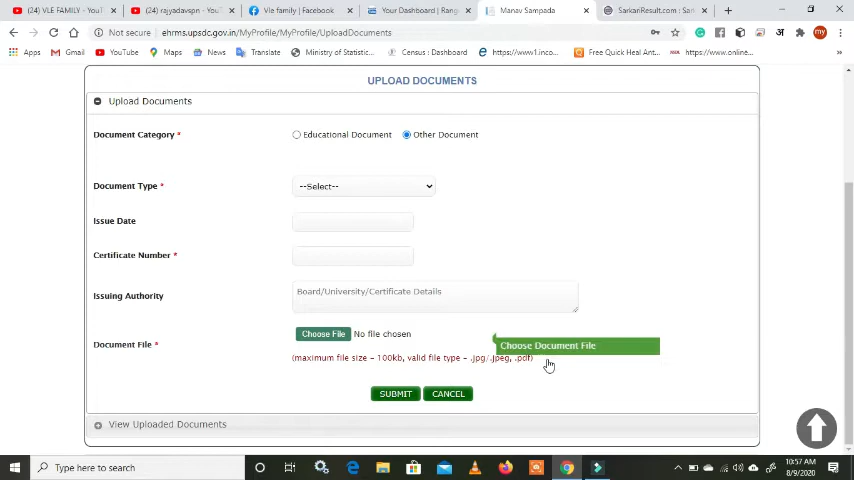 (24) VLE FAMILY - YouT
(24) rajyadavspn - YouT
Vle family | Facebook
Your Dashboard | Rang
Manav Sampada
SarkariResult.com : Sark
Not secure
ehrms.upsdc.gov.in/MyProfile/MyProfile/UploadDocuments
Apps
Gmail
YouTube
Maps
News
Translate
Ministry of Statistic...
Census : Dashboard
https://www1.inco...
Free Quick Heal Ant...
https://www.online...
UPLOAD DOCUMENTS
Upload Documents
Document Category *
Educational Document
Other Document
Document Type *
--Select--
Issue Date
Certificate Number *
Issuing Authority
Board/University/Certificate Details
Document File *
Choose File No file chosen
Choose Document File
(maximum file size - 100kb, valid file type - .jpg/.jpeg, .pdf)
SUBMIT
CANCEL
View Uploaded Documents
Type here to search
10:57 AM
8/9/2020